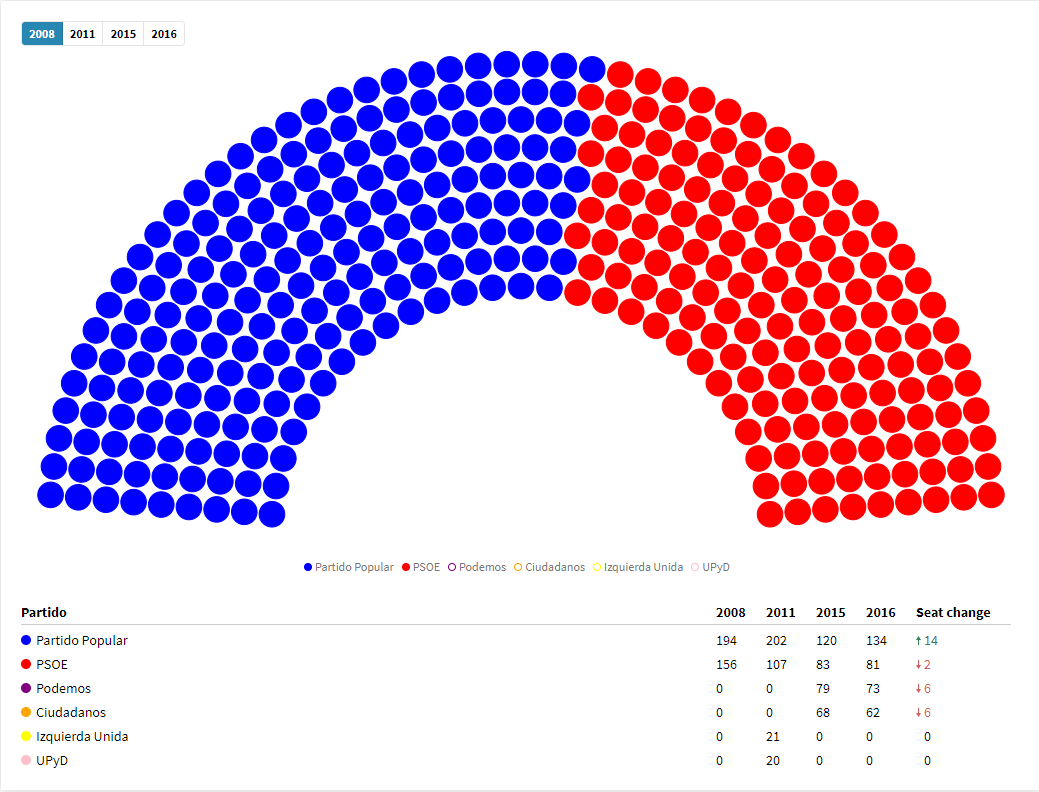 2008 2011 2015 2016
Partido Popular PSOE Podemos Ciudadanos Izquierda Unida UPyD
Partido 2008 2011 2015 2016 Seat change
Partido Popular 194 202 120 134 ↑ 14
PSOE 156 107 83 81 ↓ 2
Podemos 0 0 79 73 ↓ 6
Ciudadanos 0 0 68 62 ↓ 6
Izquierda Unida 0 21 0 0 0
UPyD 0 20 0 0 0